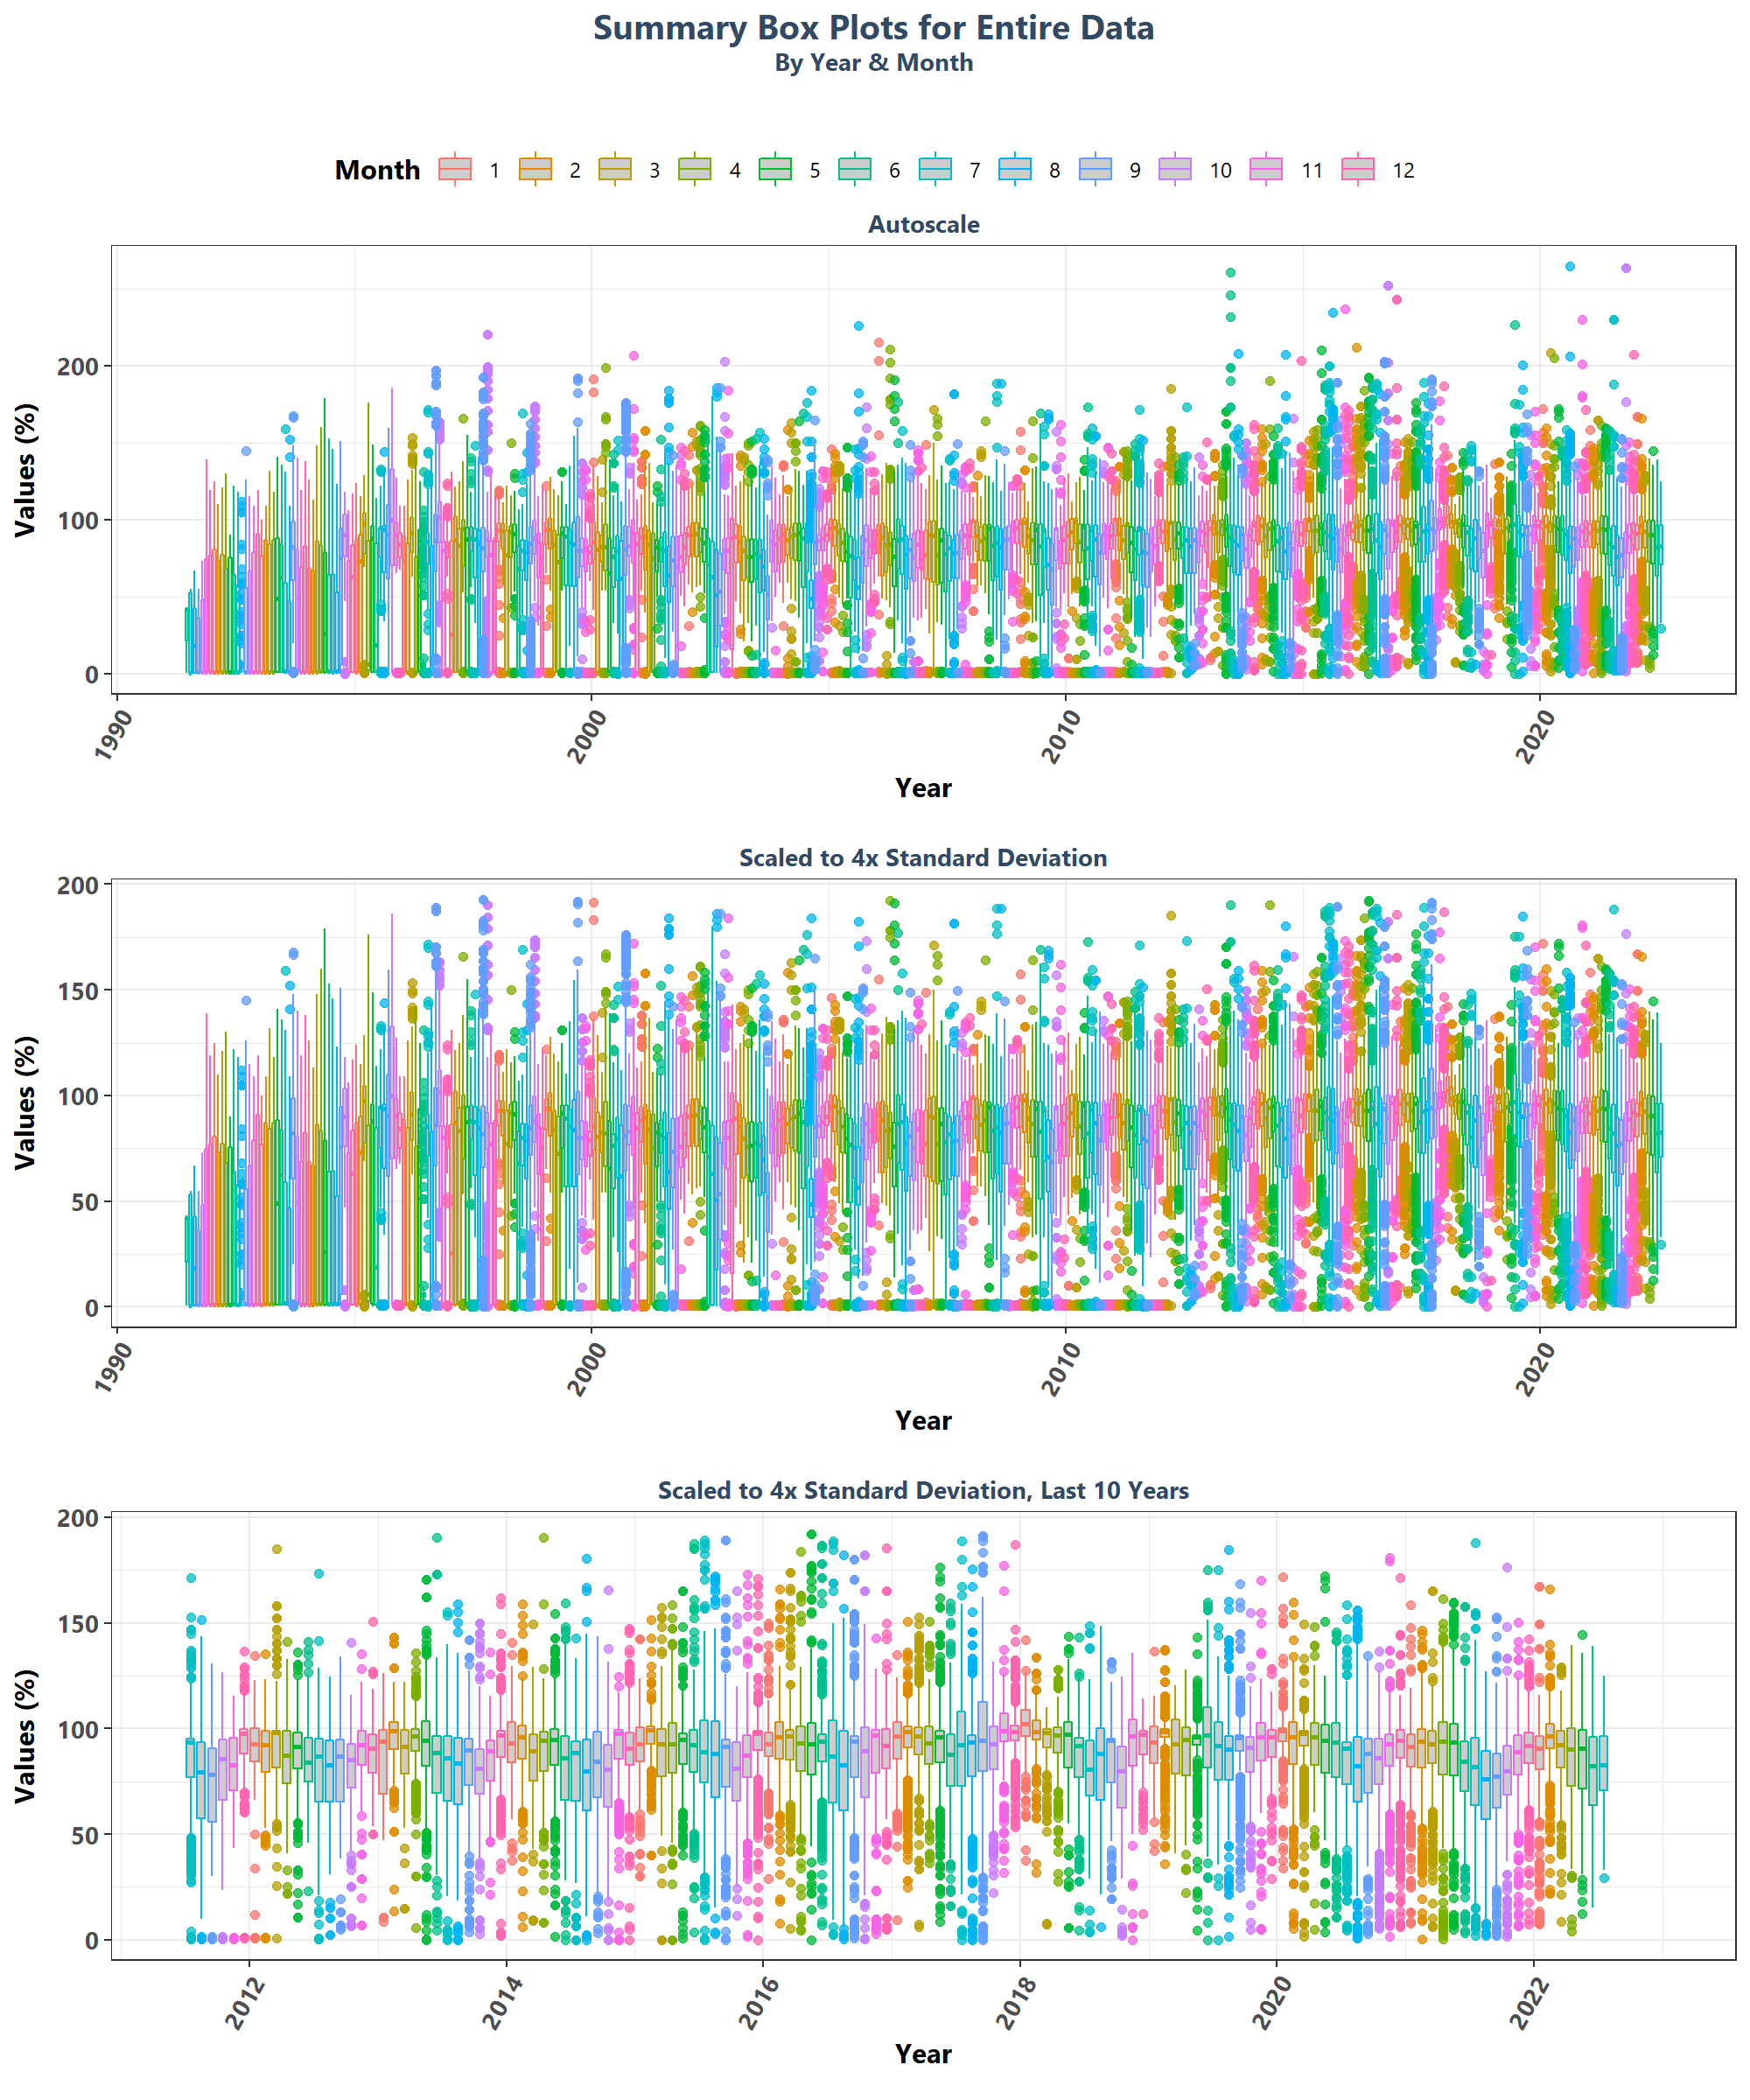 Summary Box Plots for Entire Data
By Year & Month
Month 1 2 3 4 5 6 7 8 9 10 11 12
Autoscale
Values (%)
200
100
0
1990 2000 2010 2020
Year
Scaled to 4x Standard Deviation
Values (%)
200
150
100
50
0
1990 2000 2010 2020
Year
Scaled to 4x Standard Deviation, Last 10 Years
Values (%)
200
150
100
50
0
2012 2014 2016 2018 2020 2022
Year